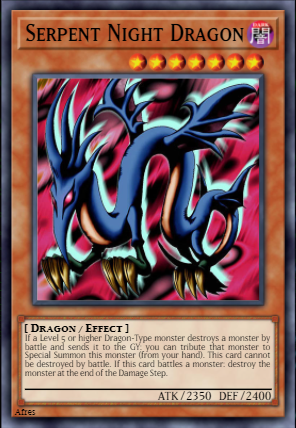 SERPENT NIGHT DRAGON
DARK
闇
[ DRAGON / EFFECT ]
If a Level 5 or higher Dragon-Type monster destroys a monster by
battle and sends it to the GY: you can tribute that monster to
Special Summon this monster (from your hand). This card cannot
be destroyed by battle. If this card battles a monster: destroy the
monster at the end of the Damage Step.
ATK/2350 DEF/2400
Afres